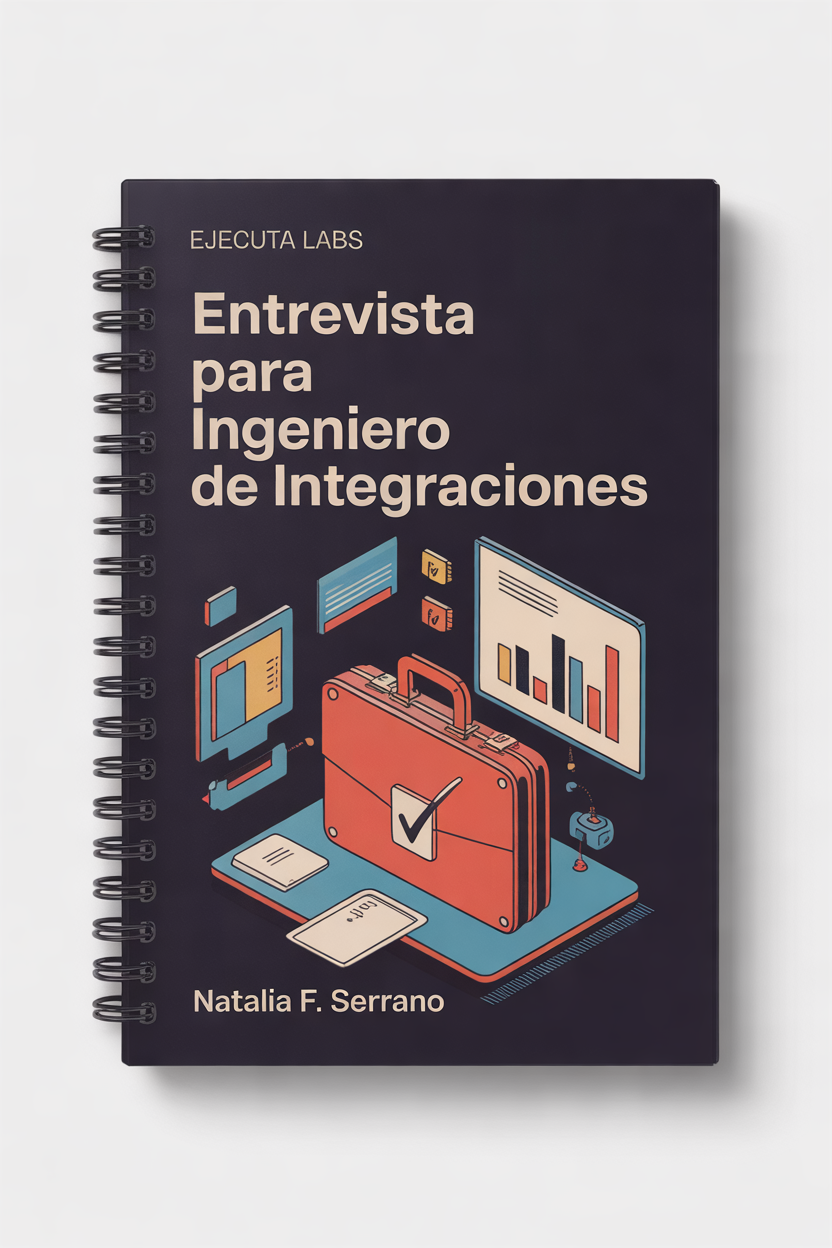 EJECUTA LABS
Entrevista
para
Ingeniero
de Integraciones
Natalia F. Serrano